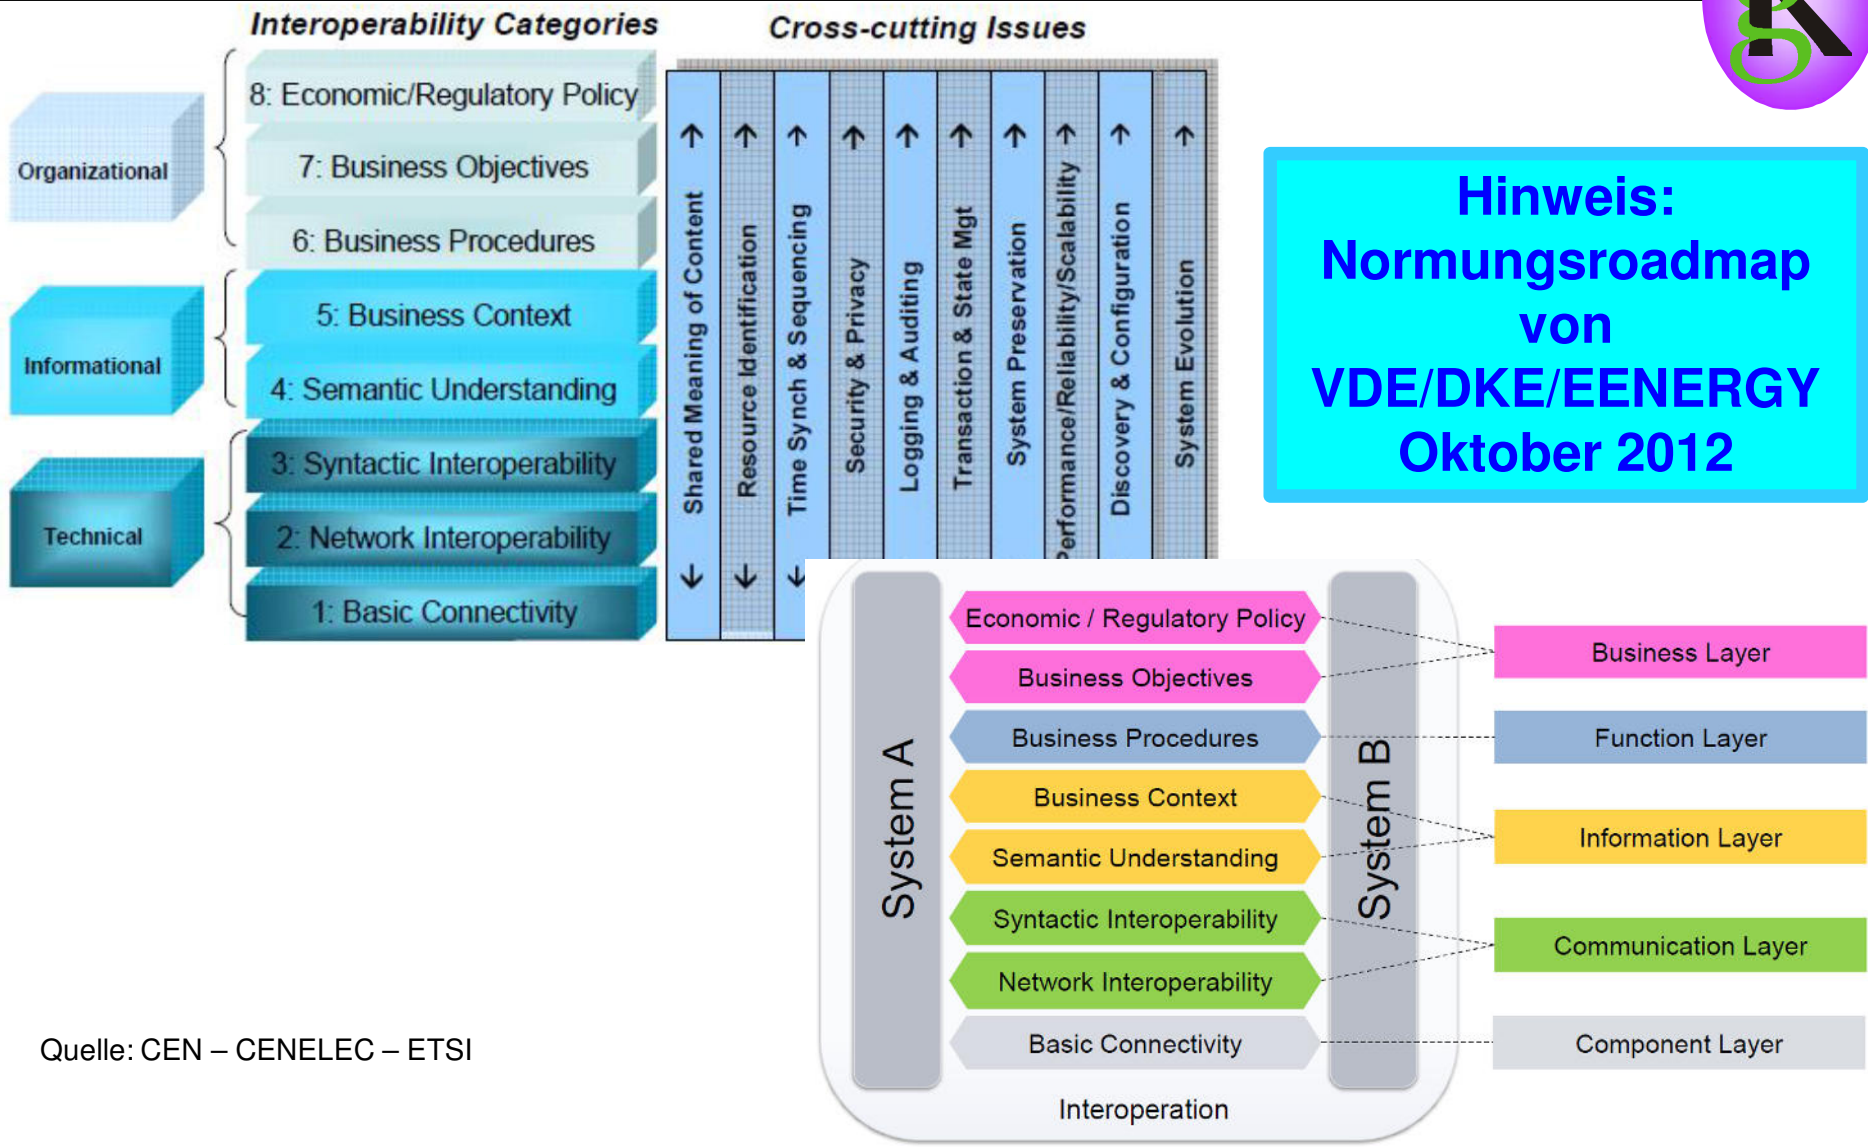 Interoperability Categories
Cross-cutting Issues
Organizational
8: Economic/Regulatory Policy
7: Business Objectives
6: Business Procedures
Informational
5: Business Context
4: Semantic Understanding
Technical
3: Syntactic Interoperability
2: Network Interoperability
1: Basic Connectivity
Shared Meaning of Content
Resource Identification
Time Synch & Sequencing
Security & Privacy
Logging & Auditing
Transaction & State Mgt
System Preservation
Performance/Reliability/Scalability
Discovery & Configuration
System Evolution
gK
Hinweis:
Normungsroadmap
von
VDE/DKE/EENERGY
Oktober 2012
System A
Economic / Regulatory Policy
Business Objectives
Business Procedures
Business Context
Semantic Understanding
Syntactic Interoperability
Network Interoperability
Basic Connectivity
System B
Interoperation
Business Layer
Function Layer
Information Layer
Communication Layer
Component Layer
Quelle: CEN – CENELEC – ETSI